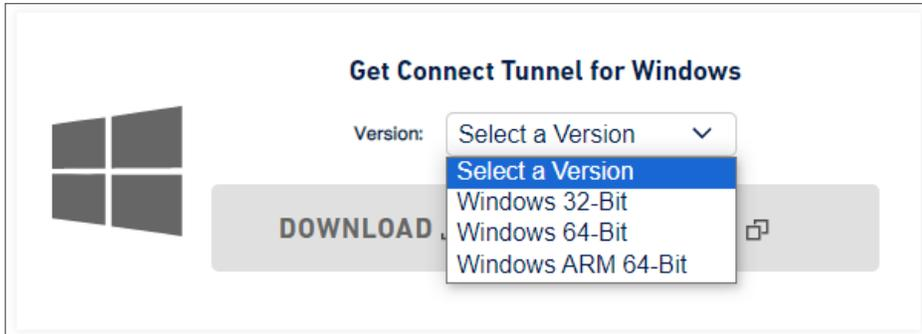 Get Connect Tunnel for Windows
Version: Select a Version
Select a Version
Windows 32-Bit
DOWNLOAD
Windows 64-Bit
Windows ARM 64-Bit